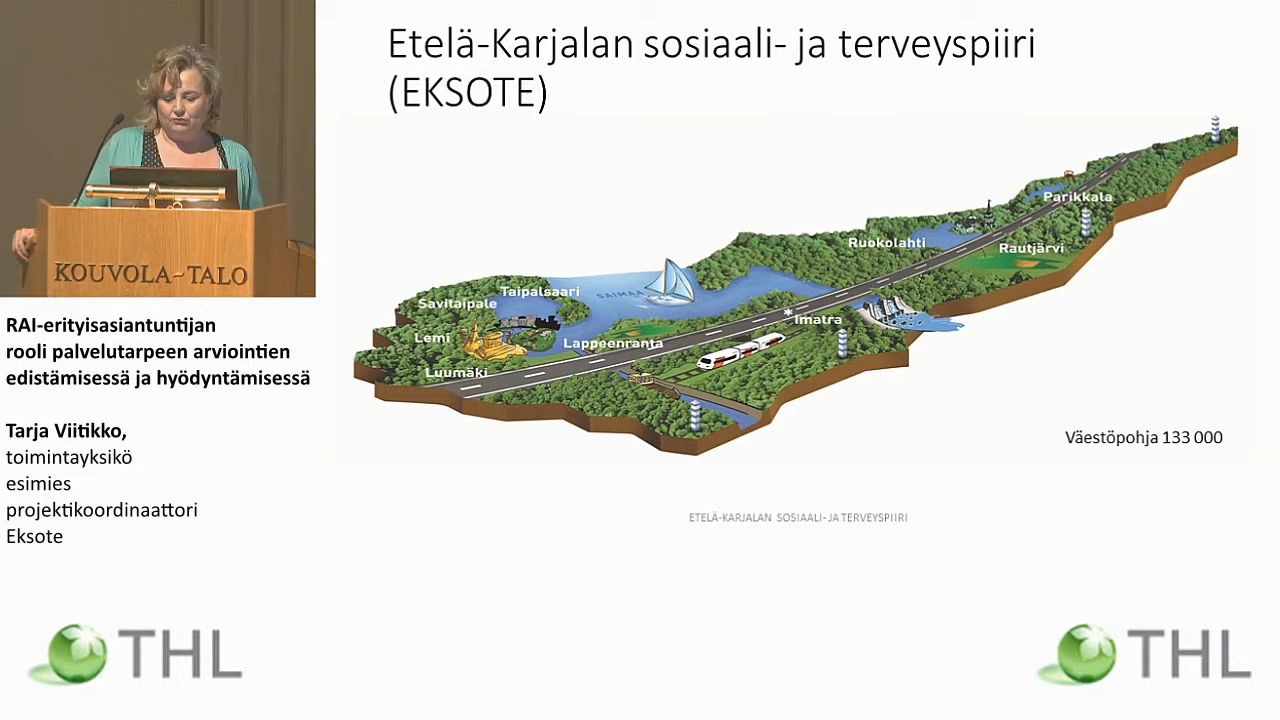 Etelä-Karjalan sosiaali- ja terveyspiiri
(EKSOTE)
KOUVOLA-TALO
RAI-erityisasiantuntijan
rooli palvelutarpeen arviointien
edistämisessä ja hyödyntämisessä
Tarja Viitikko,
toimintayksikö
esimies
projektikoordinaattori
Eksote
Parikkala
Ruokolahti
Rautjärvi
Taipalsaari
SAIMAA
Savitaipale
Imatra
Lemi
Lappeenranta
Luumäki
Väestöpohja 133 000
ETELÄ-KARJALAN SOSIAALI- JA TERVEYSPIIRI
THL
THL